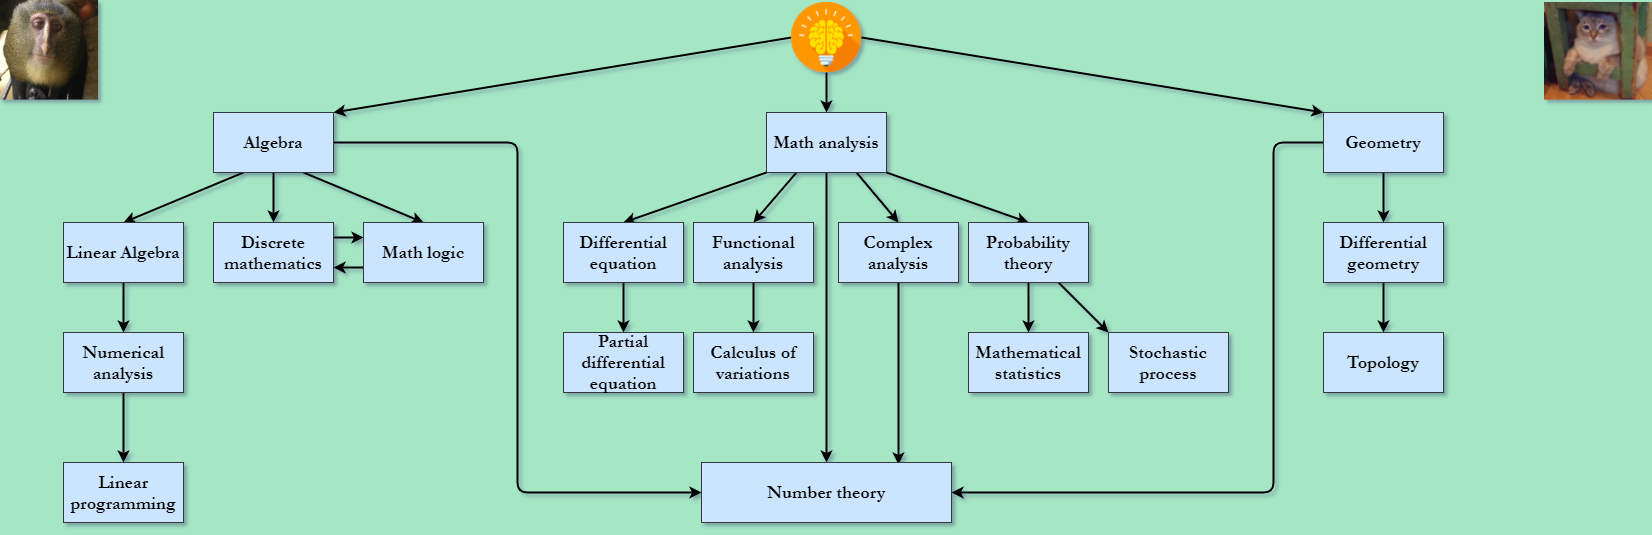 Algebra
Math analysis
Geometry
Linear Algebra
Discrete
mathematics
Math logic
Differential
equation
Functional
analysis
Complex
analysis
Probability
theory
Differential
geometry
Numerical
analysis
Partial
differential
equation
Calculus of
variations
Mathematical
statistics
Stochastic
process
Topology
Linear
programming
Number theory